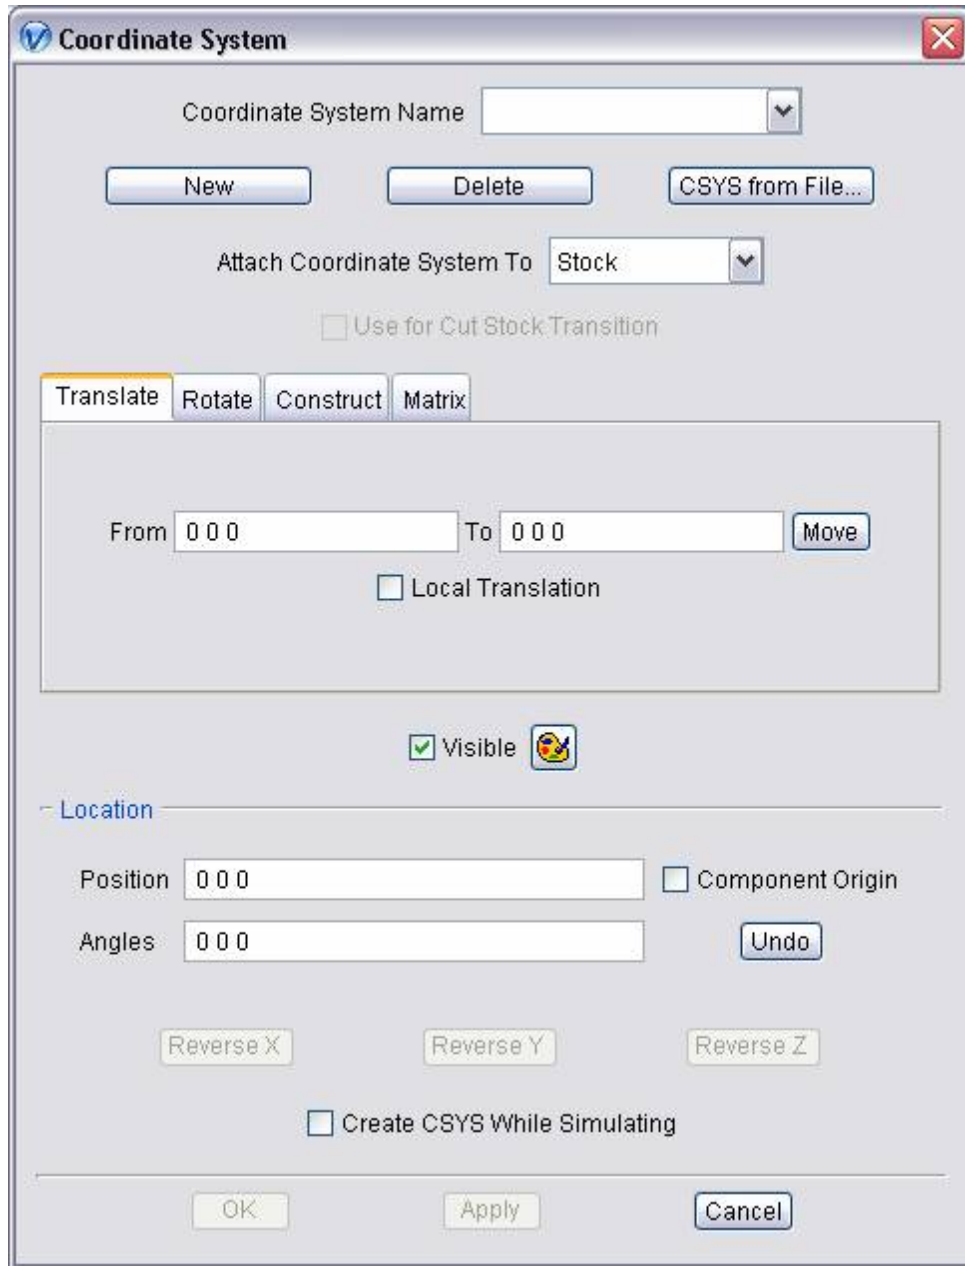 Coordinate System
Coordinate System Name
New Delete CSYS from File...
Attach Coordinate System To Stock
Use for Cut Stock Transition
Translate Rotate Construct Matrix
From 0 0 0 To 0 0 0 Move
Local Translation
Visible
Location
Position 0 0 0 Component Origin
Angles 0 0 0 Undo
Reverse X Reverse Y Reverse Z
Create CSYS While Simulating
OK Apply Cancel